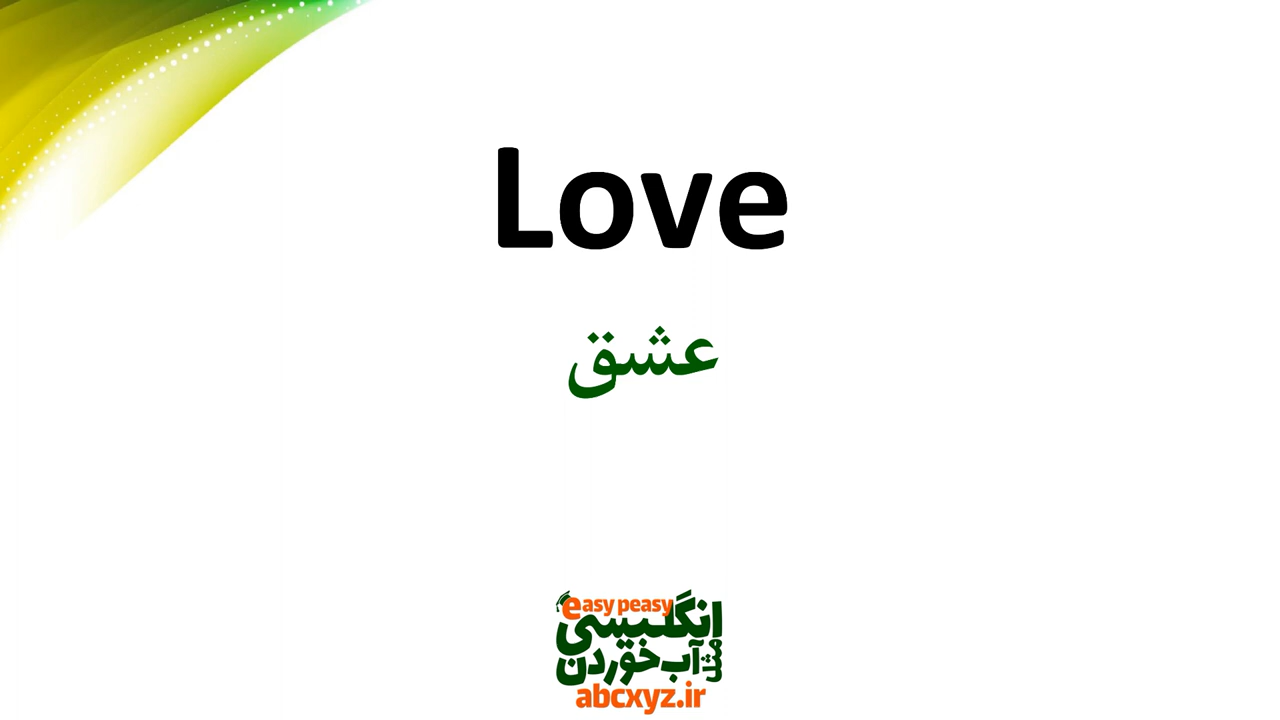 Love
عشق
easy peasy
انگلیسی
مثل آب خوردن
abcxyz.ir